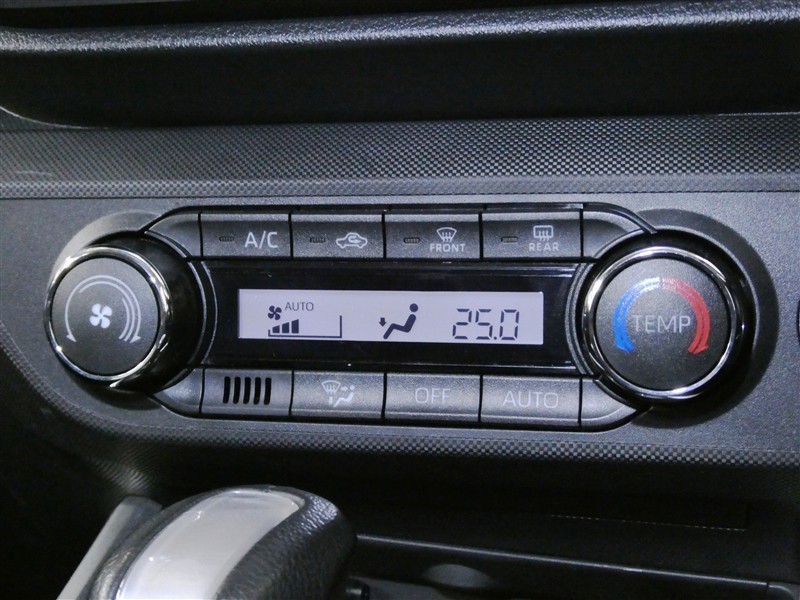 A/C
FRONT
REAR
AUTO
25.0
TEMP
OFF
AUTO